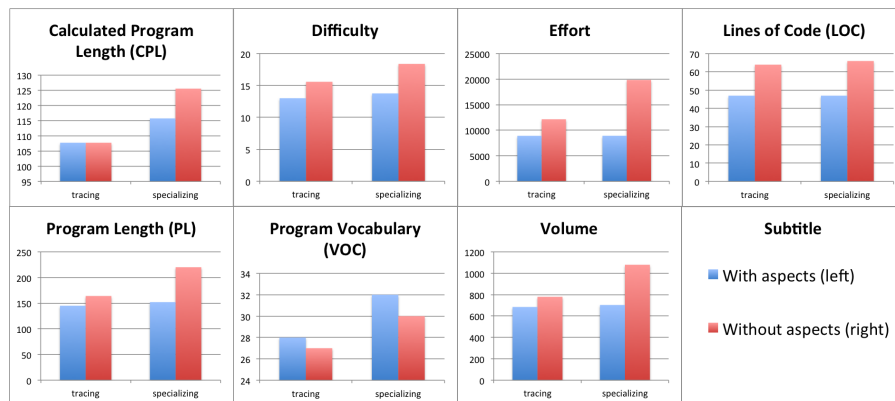 Calculated Program
Length (CPL)
130
125
120
115
110
105
100
95
tracing
specializing
Difficulty
20
15
10
5
0
tracing
specializing
Effort
25000
20000
15000
10000
5000
0
tracing
specializing
Lines of Code (LOC)
70
60
50
40
30
20
10
0
tracing
specializing
Program Length (PL)
250
200
150
100
50
0
tracing
specializing
Program Vocabulary
(VOC)
34
32
30
28
26
24
tracing
specializing
Volume
1200
1000
800
600
400
200
0
tracing
specializing
Subtitle
With aspects (left)
Without aspects (right)